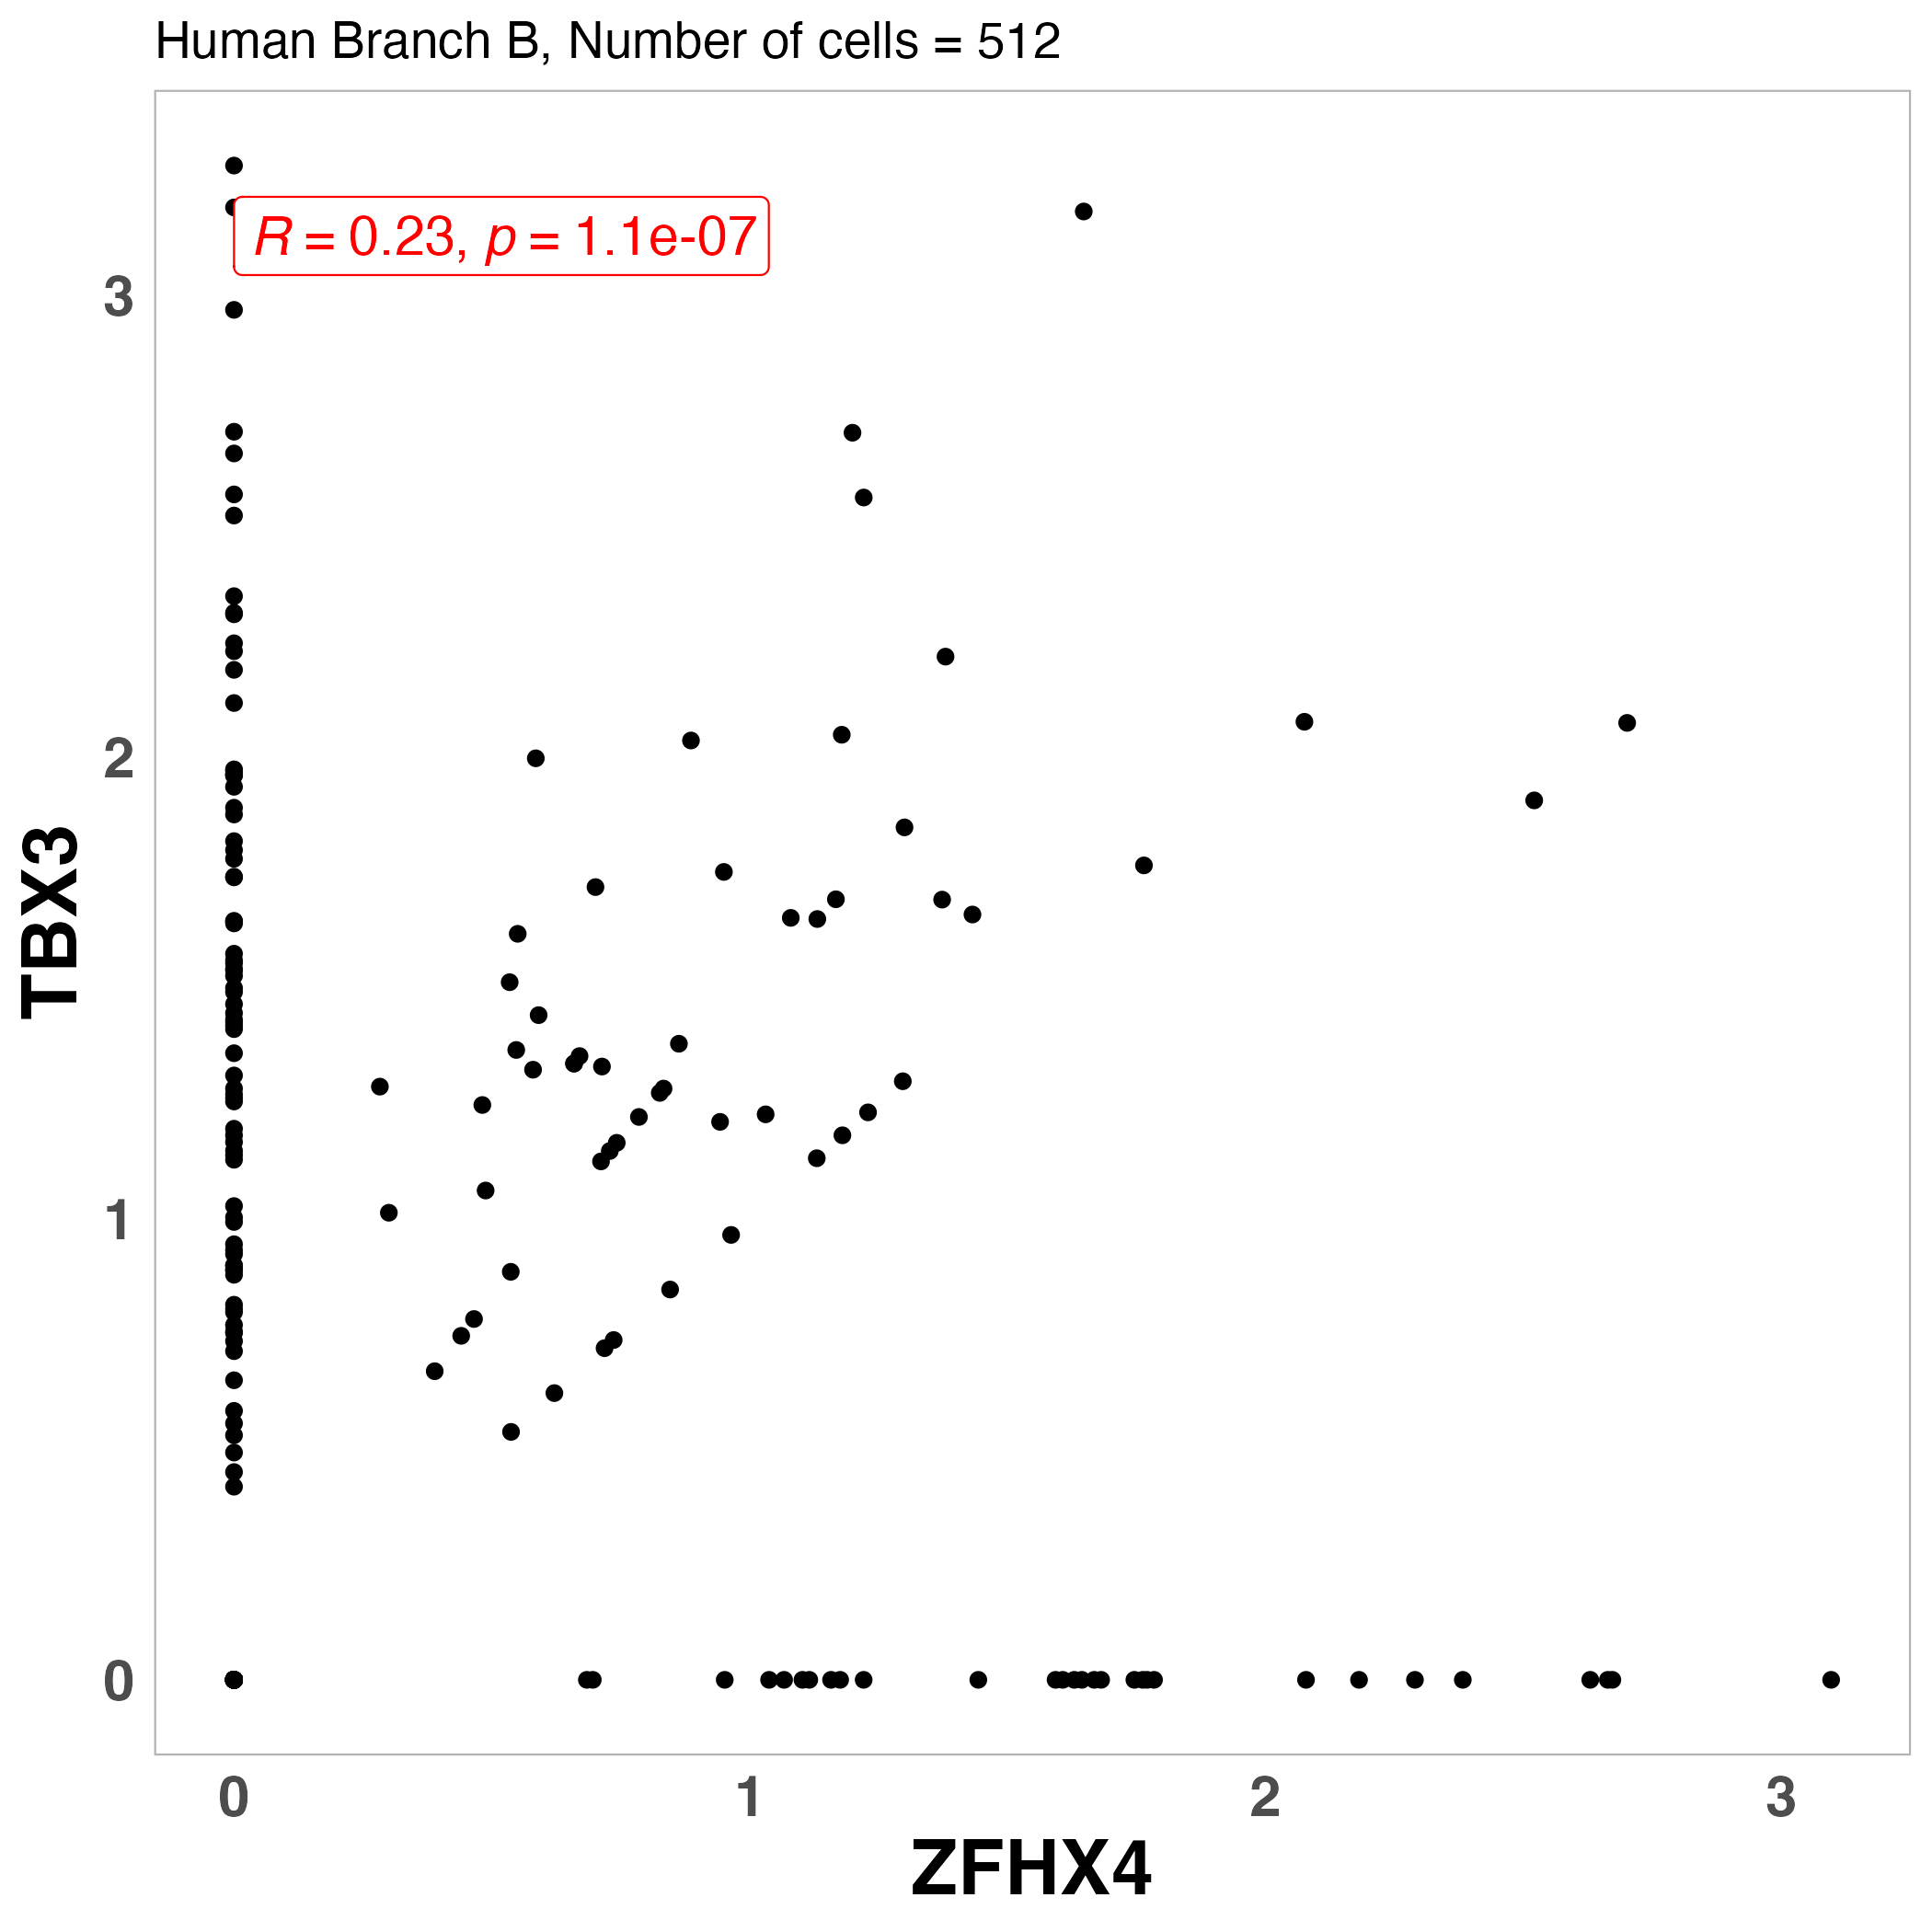 Human Branch B, Number of cells = 512
R = 0.23, p = 1.1e-07
3
2
1
0
TBX3
0 1 2 3
ZFHX4